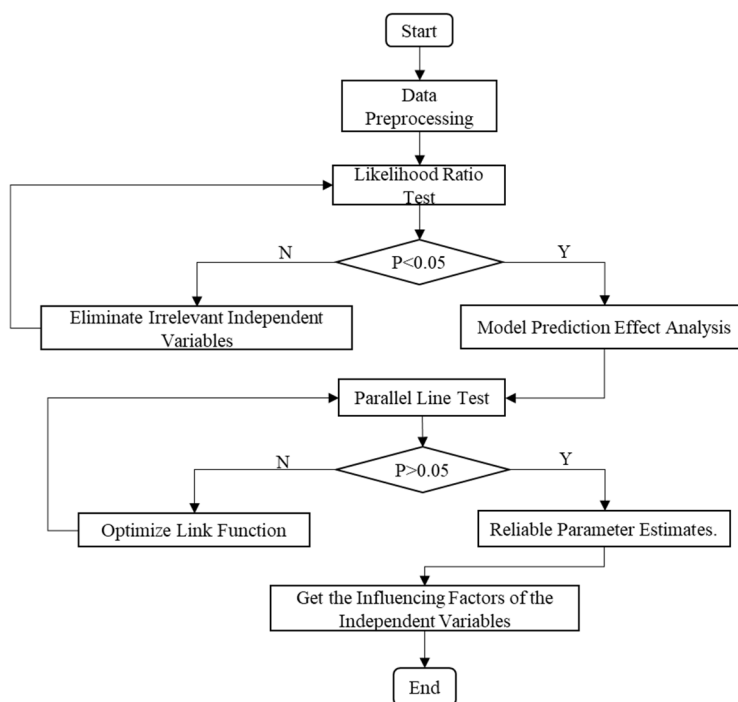 Start
Data
Preprocessing
Likelihood Ratio
Test
P<0.05
N
Y
Eliminate Irrelevant Independent
Variables
Model Prediction Effect Analysis
Parallel Line Test
P>0.05
N
Y
Optimize Link Function
Reliable Parameter Estimates.
Get the Influencing Factors of the
Independent Variables
End